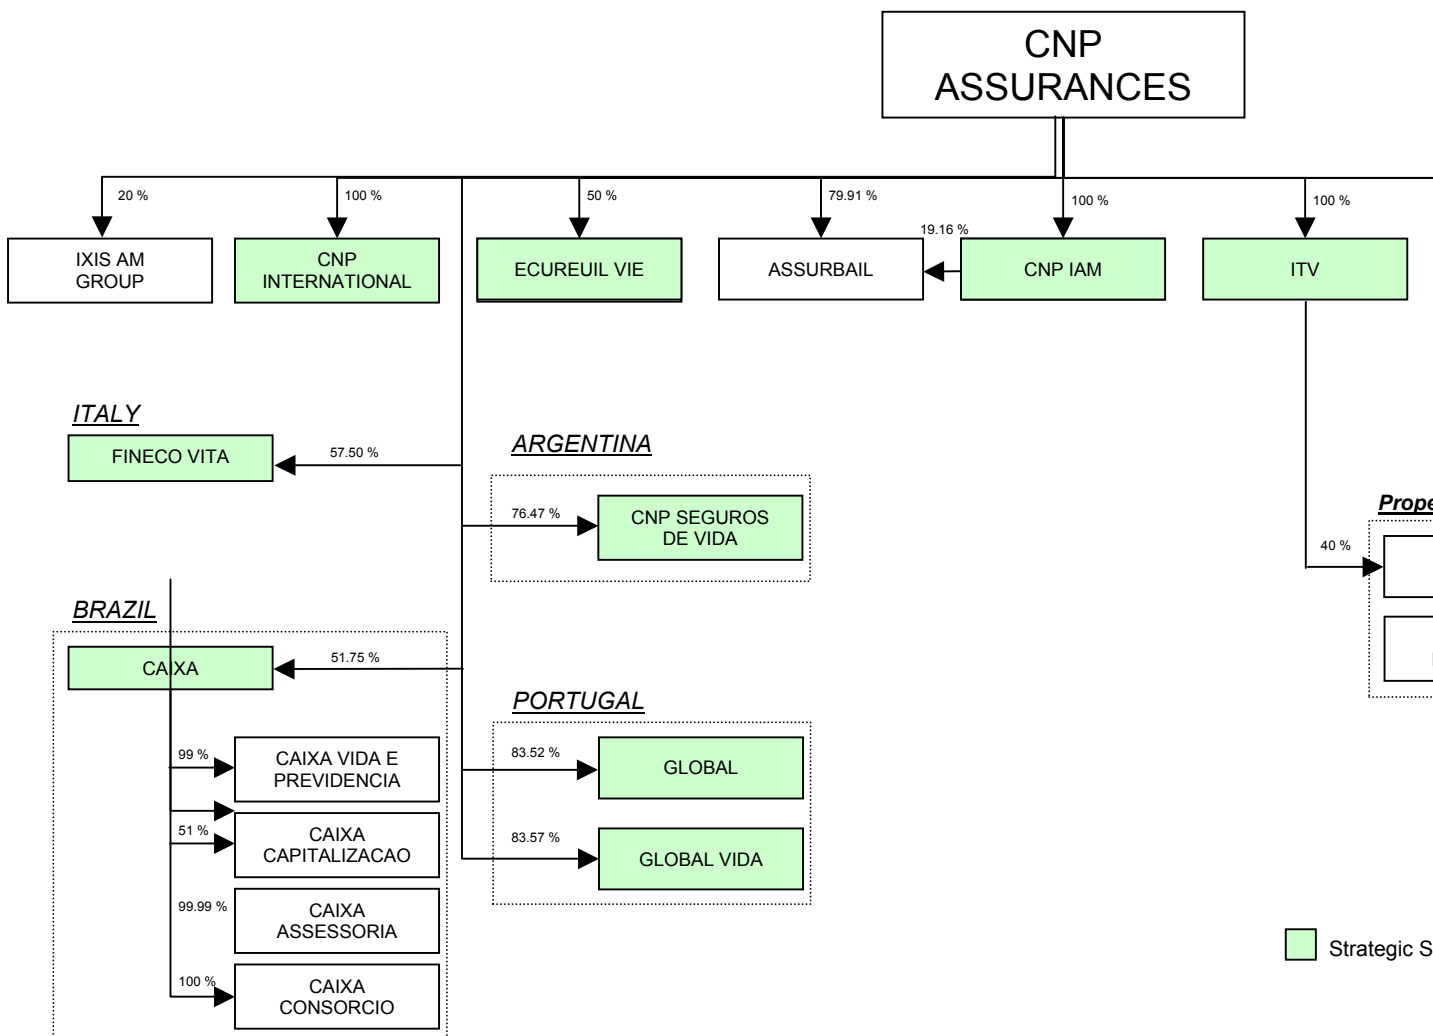 CNP
ASSURANCES
20 %
100 %
50 %
79.91 %
100 %
100 %
19.16 %
IXIS AM
GROUP
CNP
INTERNATIONAL
ECUREUIL VIE
ASSURBAIL
CNP IAM
ITV
ITALY
FINECO VITA
57.50 %
ARGENTINA
76.47 %
CNP SEGUROS
DE VIDA
40 %
BRAZIL
CAIXA
51.75 %
PORTUGAL
83.52 %
GLOBAL
83.57 %
GLOBAL VIDA
99 %
CAIXA VIDA E
PREVIDENCIA
51 %
CAIXA
CAPITALIZACAO
99.99 %
CAIXA
ASSESSORIA
100 %
CAIXA
CONSORCIO
Strategic